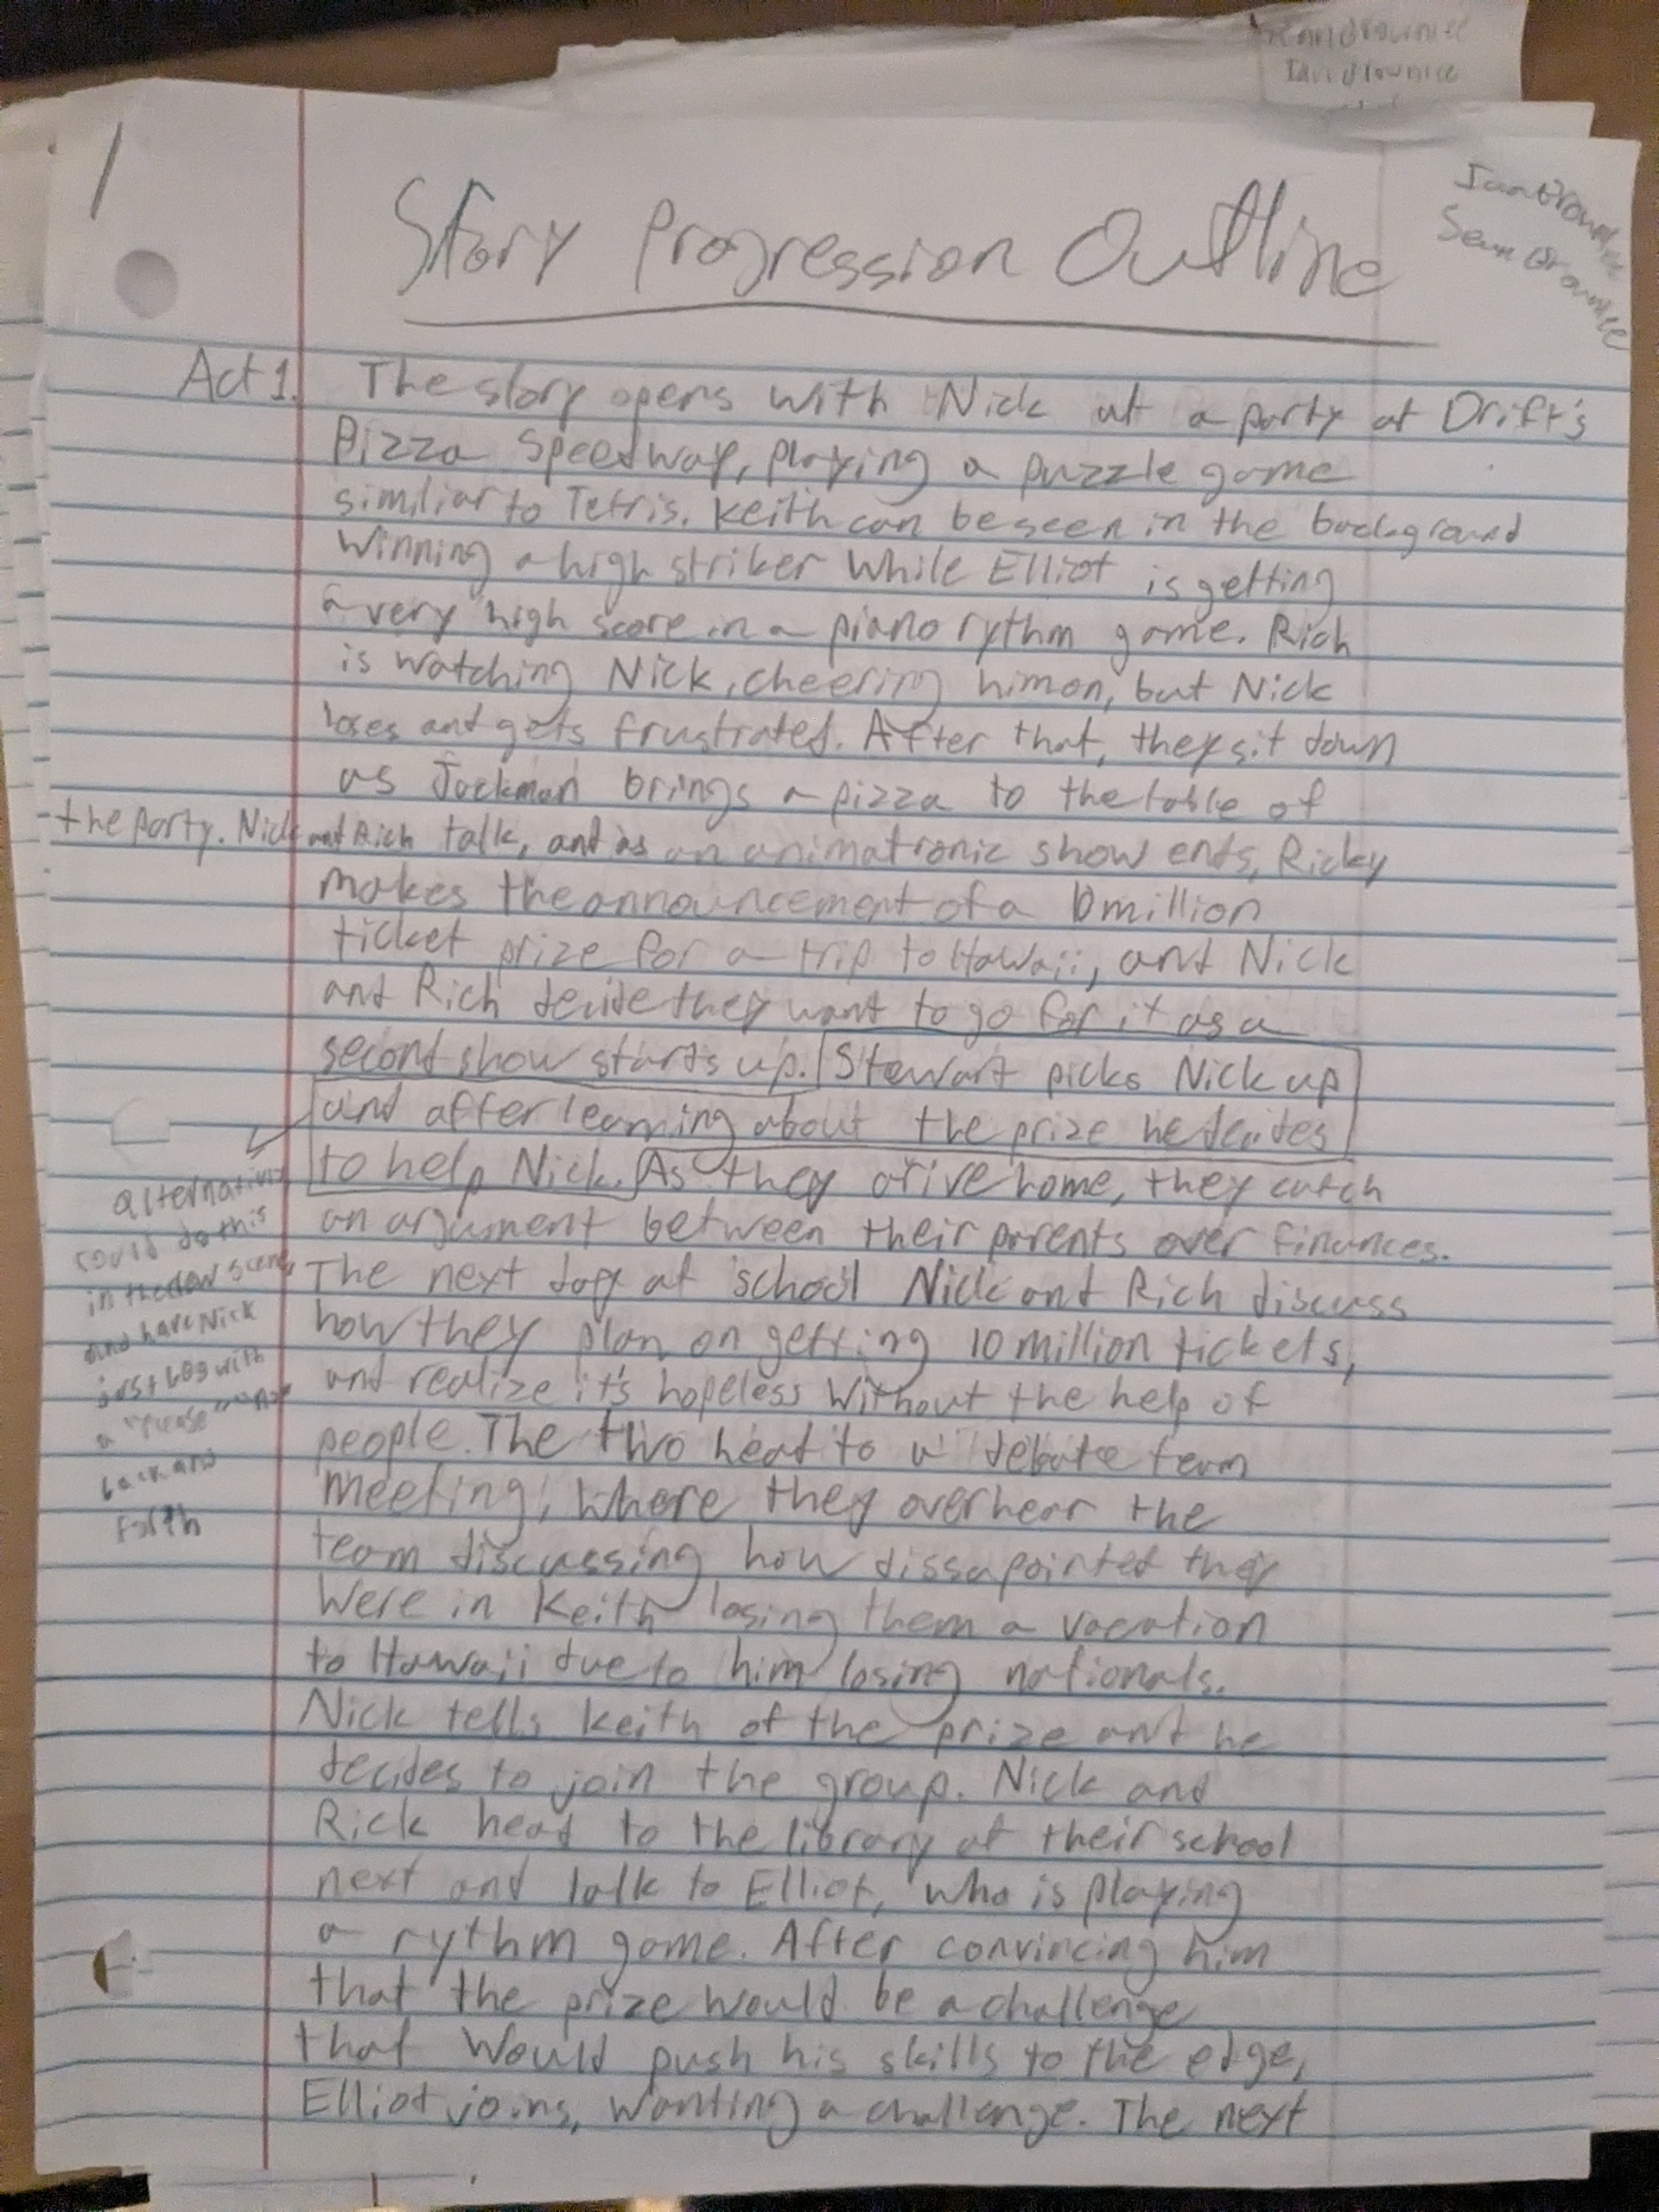 1
Story Progression Outline
Act 1. The story opens with Nick at a party at Drift's
Pizza Speedway, playing a puzzle game
similiar to Tetris. Keith can be seen in the background
winning a high striker while Elliot is getting
a very high score in a piano rythm game. Rich
is watching Nick, cheering him on, but Nick
loses and gets frustrated. After that, they sit down
as Jackman brings a pizza to the table of
the party. Nick and Rich talk, and as an animatronic show ends, Ricky
makes the announcement of a 10 million
ticket prize for a trip to Hawaii, and Nick
and Rich decide they want to go for it as a
second show starts up. Stewart picks Nick up
and after learning about the prize he decides
to help Nick. As they arive home, they catch
an argument between their parents over finances.
The next day at school Nick and Rich discuss
how they plan on getting 10 million tickets,
and realize it's hopeless without the help of
people. The two head to a debate team
meeting, where they overhear the
team discussing how dissapointed they
were in Keith losing them a vacation
to Hawaii due to him losing nationals.
Nick tells Keith of the prize and he
decides to join the group. Nick and
Rick head to the library at their school
next and talk to Elliot, who is playing
a rythm game. After convincing him
that the prize would be a challenge
that would push his skills to the edge,
Elliot joins, wanting a challenge. The next
could do this
in the scene,
and have Nick
just beg with
a "please"
back and
forth